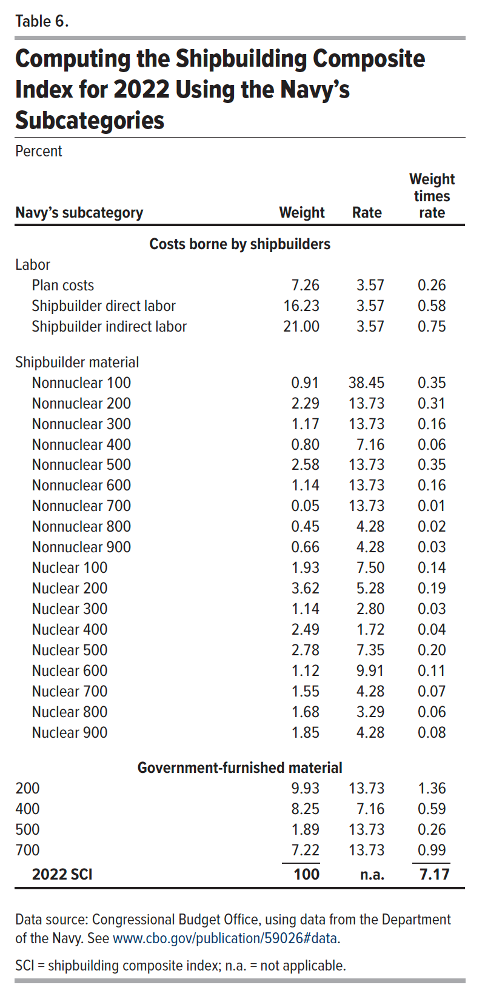 Table 6.
Computing the Shipbuilding Composite
Index for 2022 Using the Navy’s
Subcategories
Percent
Navy’s subcategory Weight Rate Weight times rate
Costs borne by shipbuilders
Labor
Plan costs 7.26 3.57 0.26
Shipbuilder direct labor 16.23 3.57 0.58
Shipbuilder indirect labor 21.00 3.57 0.75
Shipbuilder material
Nonnuclear 100 0.91 38.45 0.35
Nonnuclear 200 2.29 13.73 0.31
Nonnuclear 300 1.17 13.73 0.16
Nonnuclear 400 0.80 7.16 0.06
Nonnuclear 500 2.58 13.73 0.35
Nonnuclear 600 1.14 13.73 0.16
Nonnuclear 700 0.05 13.73 0.01
Nonnuclear 800 0.45 4.28 0.02
Nonnuclear 900 0.66 4.28 0.03
Nuclear 100 1.93 7.50 0.14
Nuclear 200 3.62 5.28 0.19
Nuclear 300 1.14 2.80 0.03
Nuclear 400 2.49 1.72 0.04
Nuclear 500 2.78 7.35 0.20
Nuclear 600 1.12 9.91 0.11
Nuclear 700 1.55 4.28 0.07
Nuclear 800 1.68 3.29 0.06
Nuclear 900 1.85 4.28 0.08
Government-furnished material
200 9.93 13.73 1.36
400 8.25 7.16 0.59
500 1.89 13.73 0.26
700 7.22 13.73 0.99
2022 SCI 100 n.a. 7.17
Data source: Congressional Budget Office, using data from the Department
of the Navy. See www.cbo.gov/publication/59026#data.
SCI = shipbuilding composite index; n.a. = not applicable.